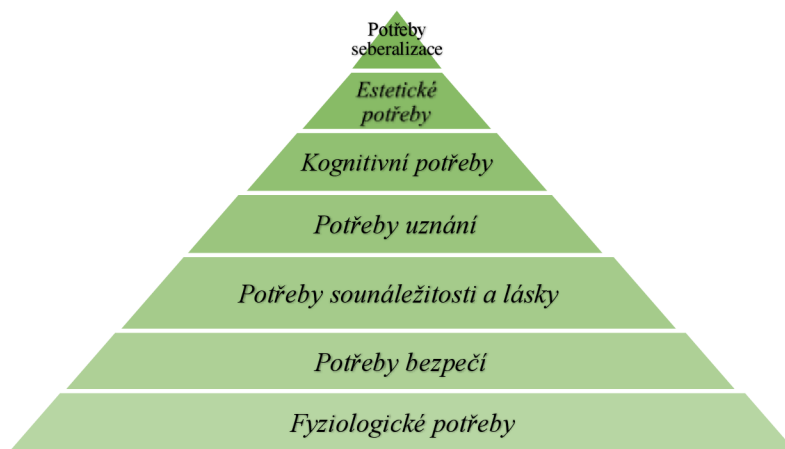 Potřeby
seberalizace
Estetické
potřeby
Kognitivní potřeby
Potřeby uznání
Potřeby sounáležitosti a lásky
Potřeby bezpečí
Fyziologické potřeby